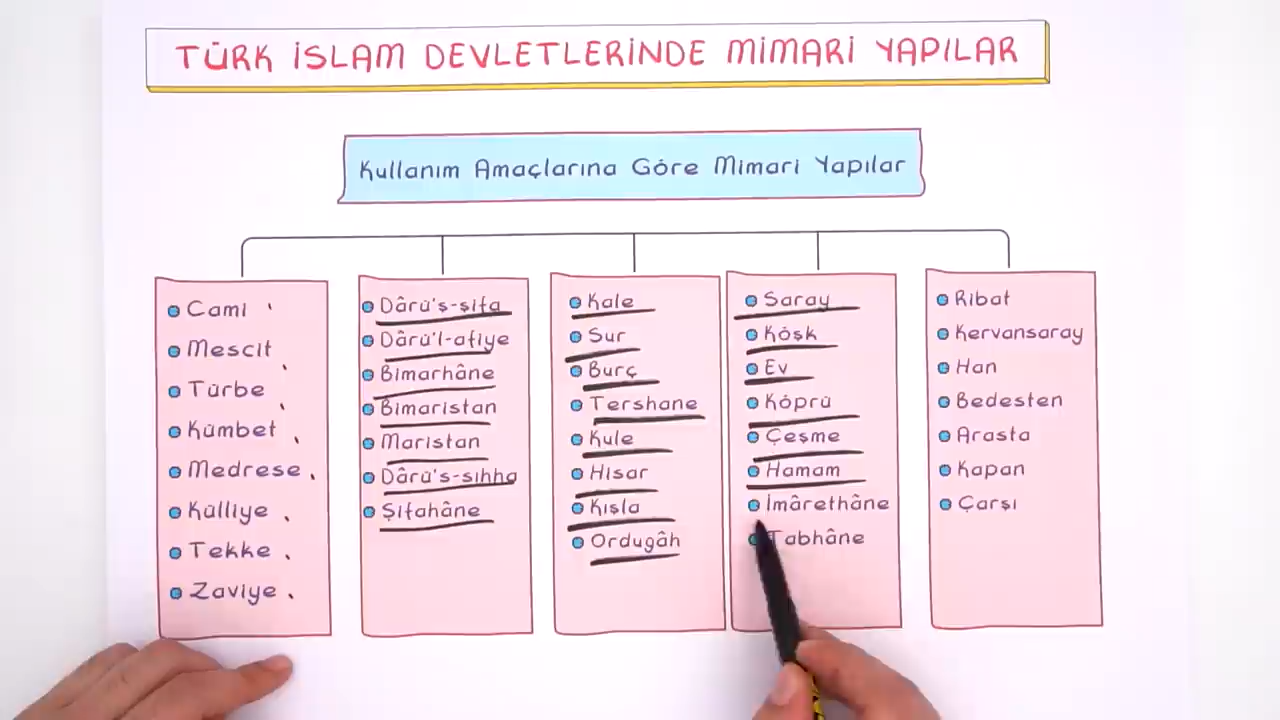 TÜRK İSLAM DEVLETLERİNDE MİMARİ YAPILAR
Kullanım Amaçlarına Göre Mimari Yapılar
Cami
Mescit
Türbe
Kümbet
Medrese
Külliye
Tekke
Zaviye
Dârü's-şifa
Dârü'l-afiye
Bimarhâne
Bimaristan
Maristan
Dârü's-sıhha
Şifahâne
Kale
Sur
Burç
Tershane
Kule
Hisar
Kışla
Ordugâh
Saray
Köşk
Ev
Köprü
Çeşme
Hamam
İmârethâne
Tabhâne
Ribat
Kervansaray
Han
Bedesten
Arasta
Kapan
Çarşı